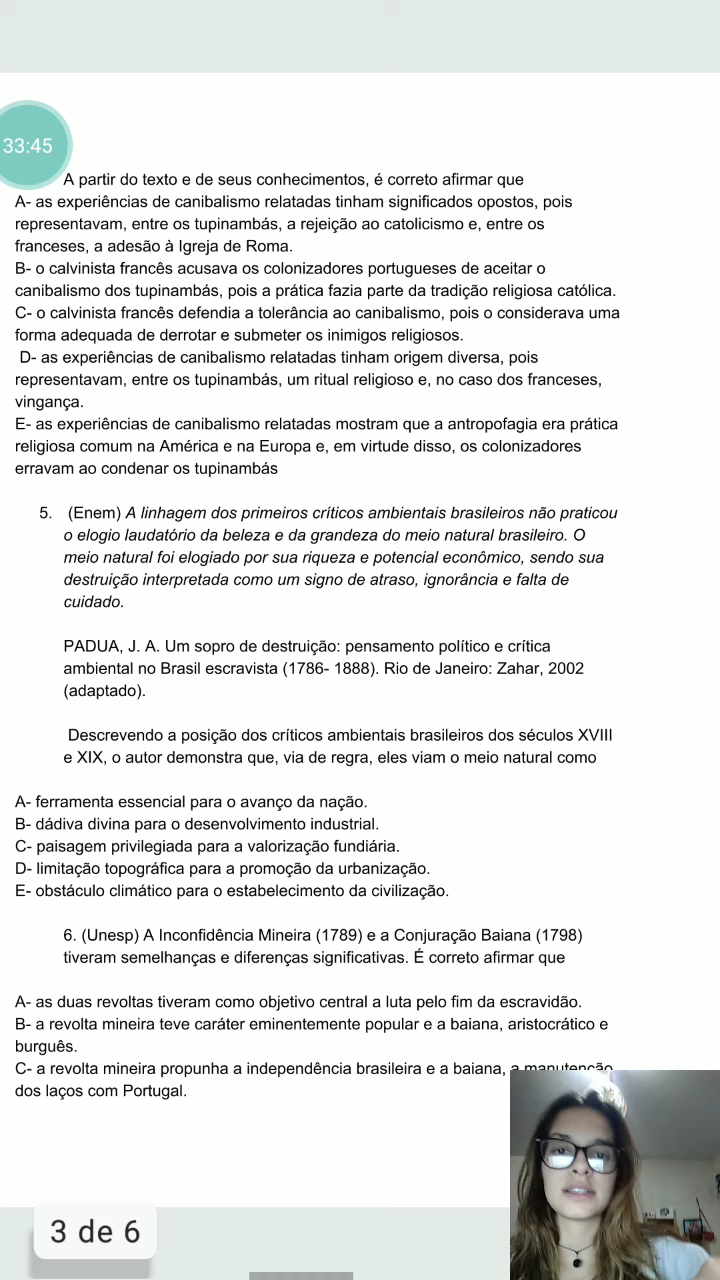 33:45
A partir do texto e de seus conhecimentos, é correto afirmar que
A- as experiências de canibalismo relatadas tinham significados opostos, pois
representavam, entre os tupinambás, a rejeição ao catolicismo e, entre os
franceses, a adesão à Igreja de Roma.
B- o calvinista francês acusava os colonizadores portugueses de aceitar o
canibalismo dos tupinambás, pois a prática fazia parte da tradição religiosa católica.
C- o calvinista francês defendia a tolerância ao canibalismo, pois o considerava uma
forma adequada de derrotar e submeter os inimigos religiosos.
D- as experiências de canibalismo relatadas tinham origem diversa, pois
representavam, entre os tupinambás, um ritual religioso e, no caso dos franceses,
vingança.
E- as experiências de canibalismo relatadas mostram que a antropofagia era prática
religiosa comum na América e na Europa e, em virtude disso, os colonizadores
erravam ao condenar os tupinambás
5. (Enem) A linhagem dos primeiros críticos ambientais brasileiros não praticou
o elogio laudatório da beleza e da grandeza do meio natural brasileiro. O
meio natural foi elogiado por sua riqueza e potencial econômico, sendo sua
destruição interpretada como um signo de atraso, ignorância e falta de
cuidado.
PADUA, J. A. Um sopro de destruição: pensamento político e crítica
ambiental no Brasil escravista (1786- 1888). Rio de Janeiro: Zahar, 2002
(adaptado).
Descrevendo a posição dos críticos ambientais brasileiros dos séculos XVIII
e XIX, o autor demonstra que, via de regra, eles viam o meio natural como
A- ferramenta essencial para o avanço da nação.
B- dádiva divina para o desenvolvimento industrial.
C- paisagem privilegiada para a valorização fundiária.
D- limitação topográfica para a promoção da urbanização.
E- obstáculo climático para o estabelecimento da civilização.
6. (Unesp) A Inconfidência Mineira (1789) e a Conjuração Baiana (1798)
tiveram semelhanças e diferenças significativas. É correto afirmar que
A- as duas revoltas tiveram como objetivo central a luta pelo fim da escravidão.
B- a revolta mineira teve caráter eminentemente popular e a baiana, aristocrático e
burguês.
C- a revolta mineira propunha a independência brasileira e a baiana, a manutenção
dos laços com Portugal.
3 de 6